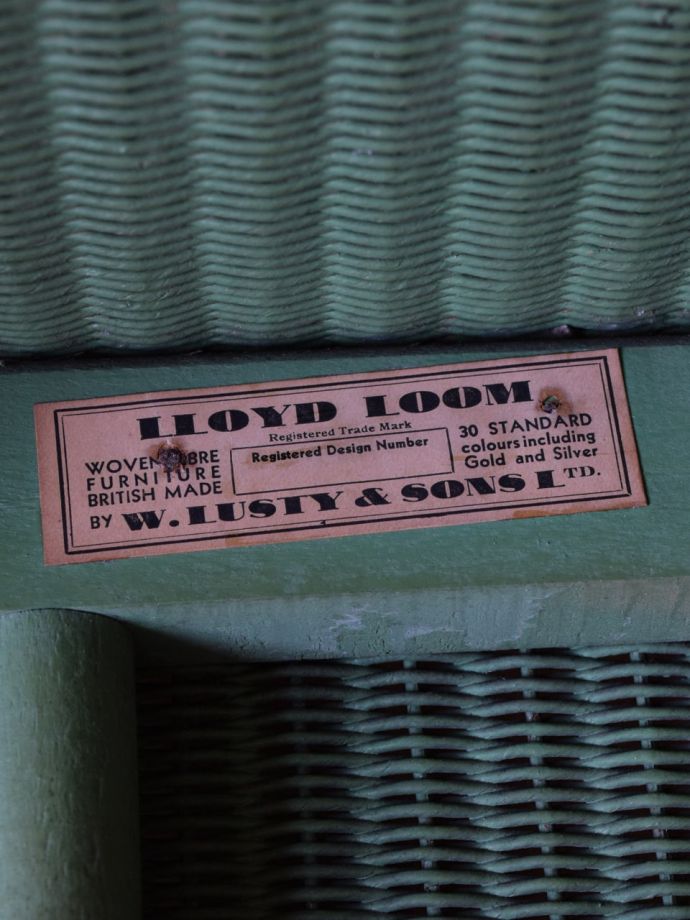 LLOYD LOOM
Registered Trade Mark
WOVEN FIBRE
FURNITURE
BRITISH MADE
Registered Design Number
30 STANDARD
colours including
Gold and Silver
BY W. LUSTY & SONS LTD.